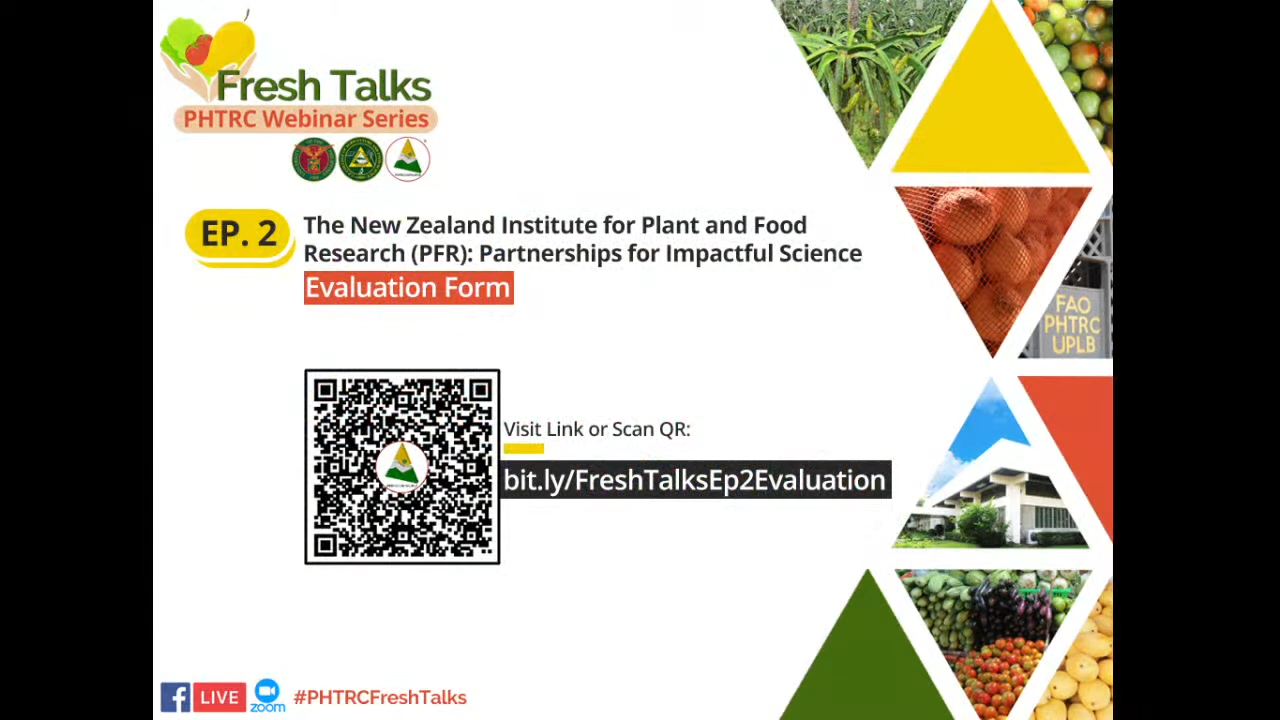 Fresh Talks
PHTRC Webinar Series
EP. 2
The New Zealand Institute for Plant and Food
Research (PFR): Partnerships for Impactful Science
Evaluation Form
FAO
PHTRC
UPLB
Visit Link or Scan QR:
bit.ly/FreshTalksEp2Evaluation
LIVE
zoom
#PHTRCFreshTalks